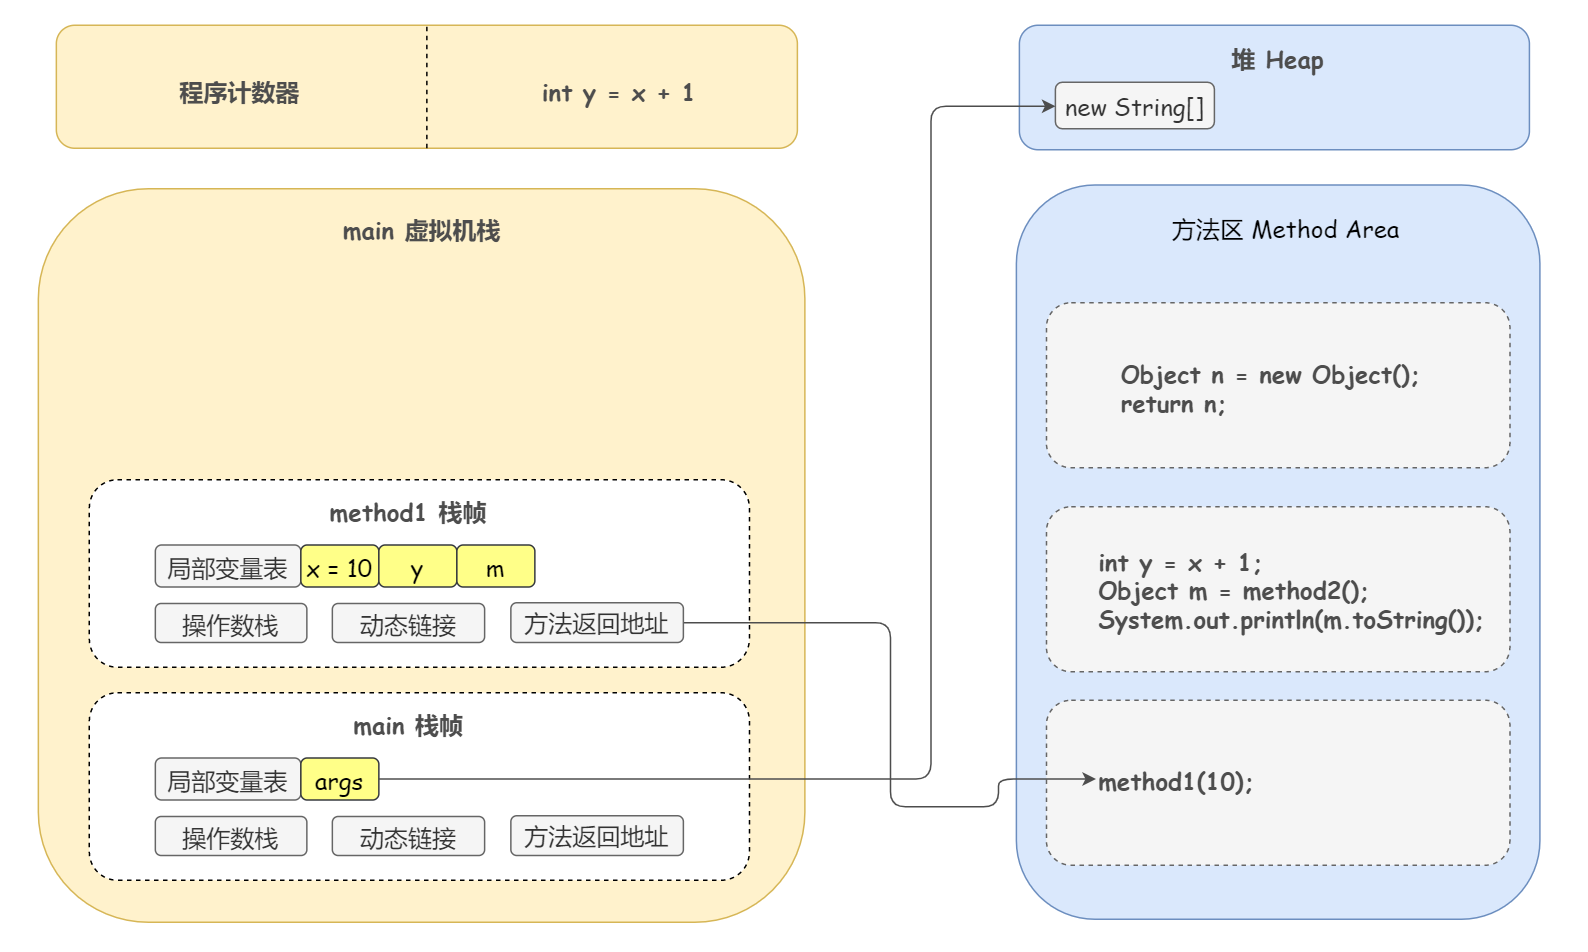 程序计数器
int y = x + 1
堆 Heap
new String[]
main 虚拟机栈
method1 栈帧
局部变量表
x = 10
y
m
操作数栈
动态链接
方法返回地址
main 栈帧
局部变量表
args
操作数栈
动态链接
方法返回地址
方法区 Method Area
Object n = new Object();
return n;
int y = x + 1;
Object m = method2();
System.out.println(m.toString());
method1(10);